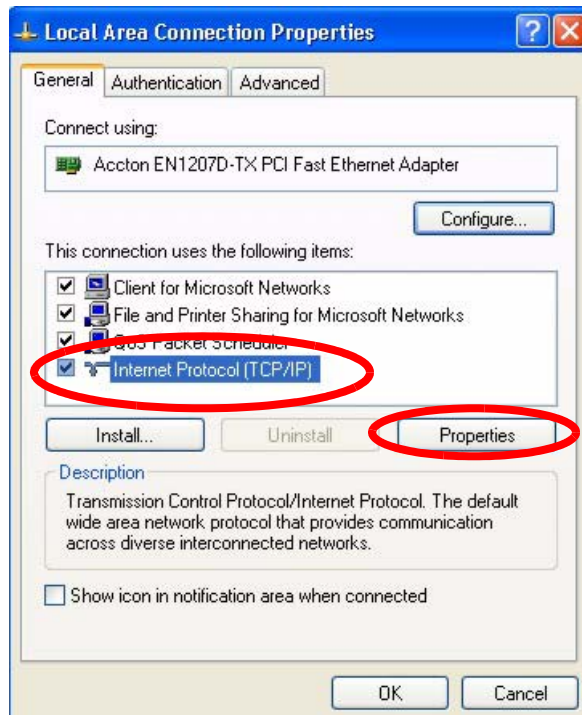 Local Area Connection Properties
General Authentication Advanced
Connect using:
Accton EN1207D-TX PCI Fast Ethernet Adapter
Configure...
This connection uses the following items:
Client for Microsoft Networks
File and Printer Sharing for Microsoft Networks
QoS Packet Scheduler
Internet Protocol (TCP/IP)
Install... Uninstall Properties
Description
Transmission Control Protocol/Internet Protocol. The default
wide area network protocol that provides communication
across diverse interconnected networks.
Show icon in notification area when connected
OK Cancel